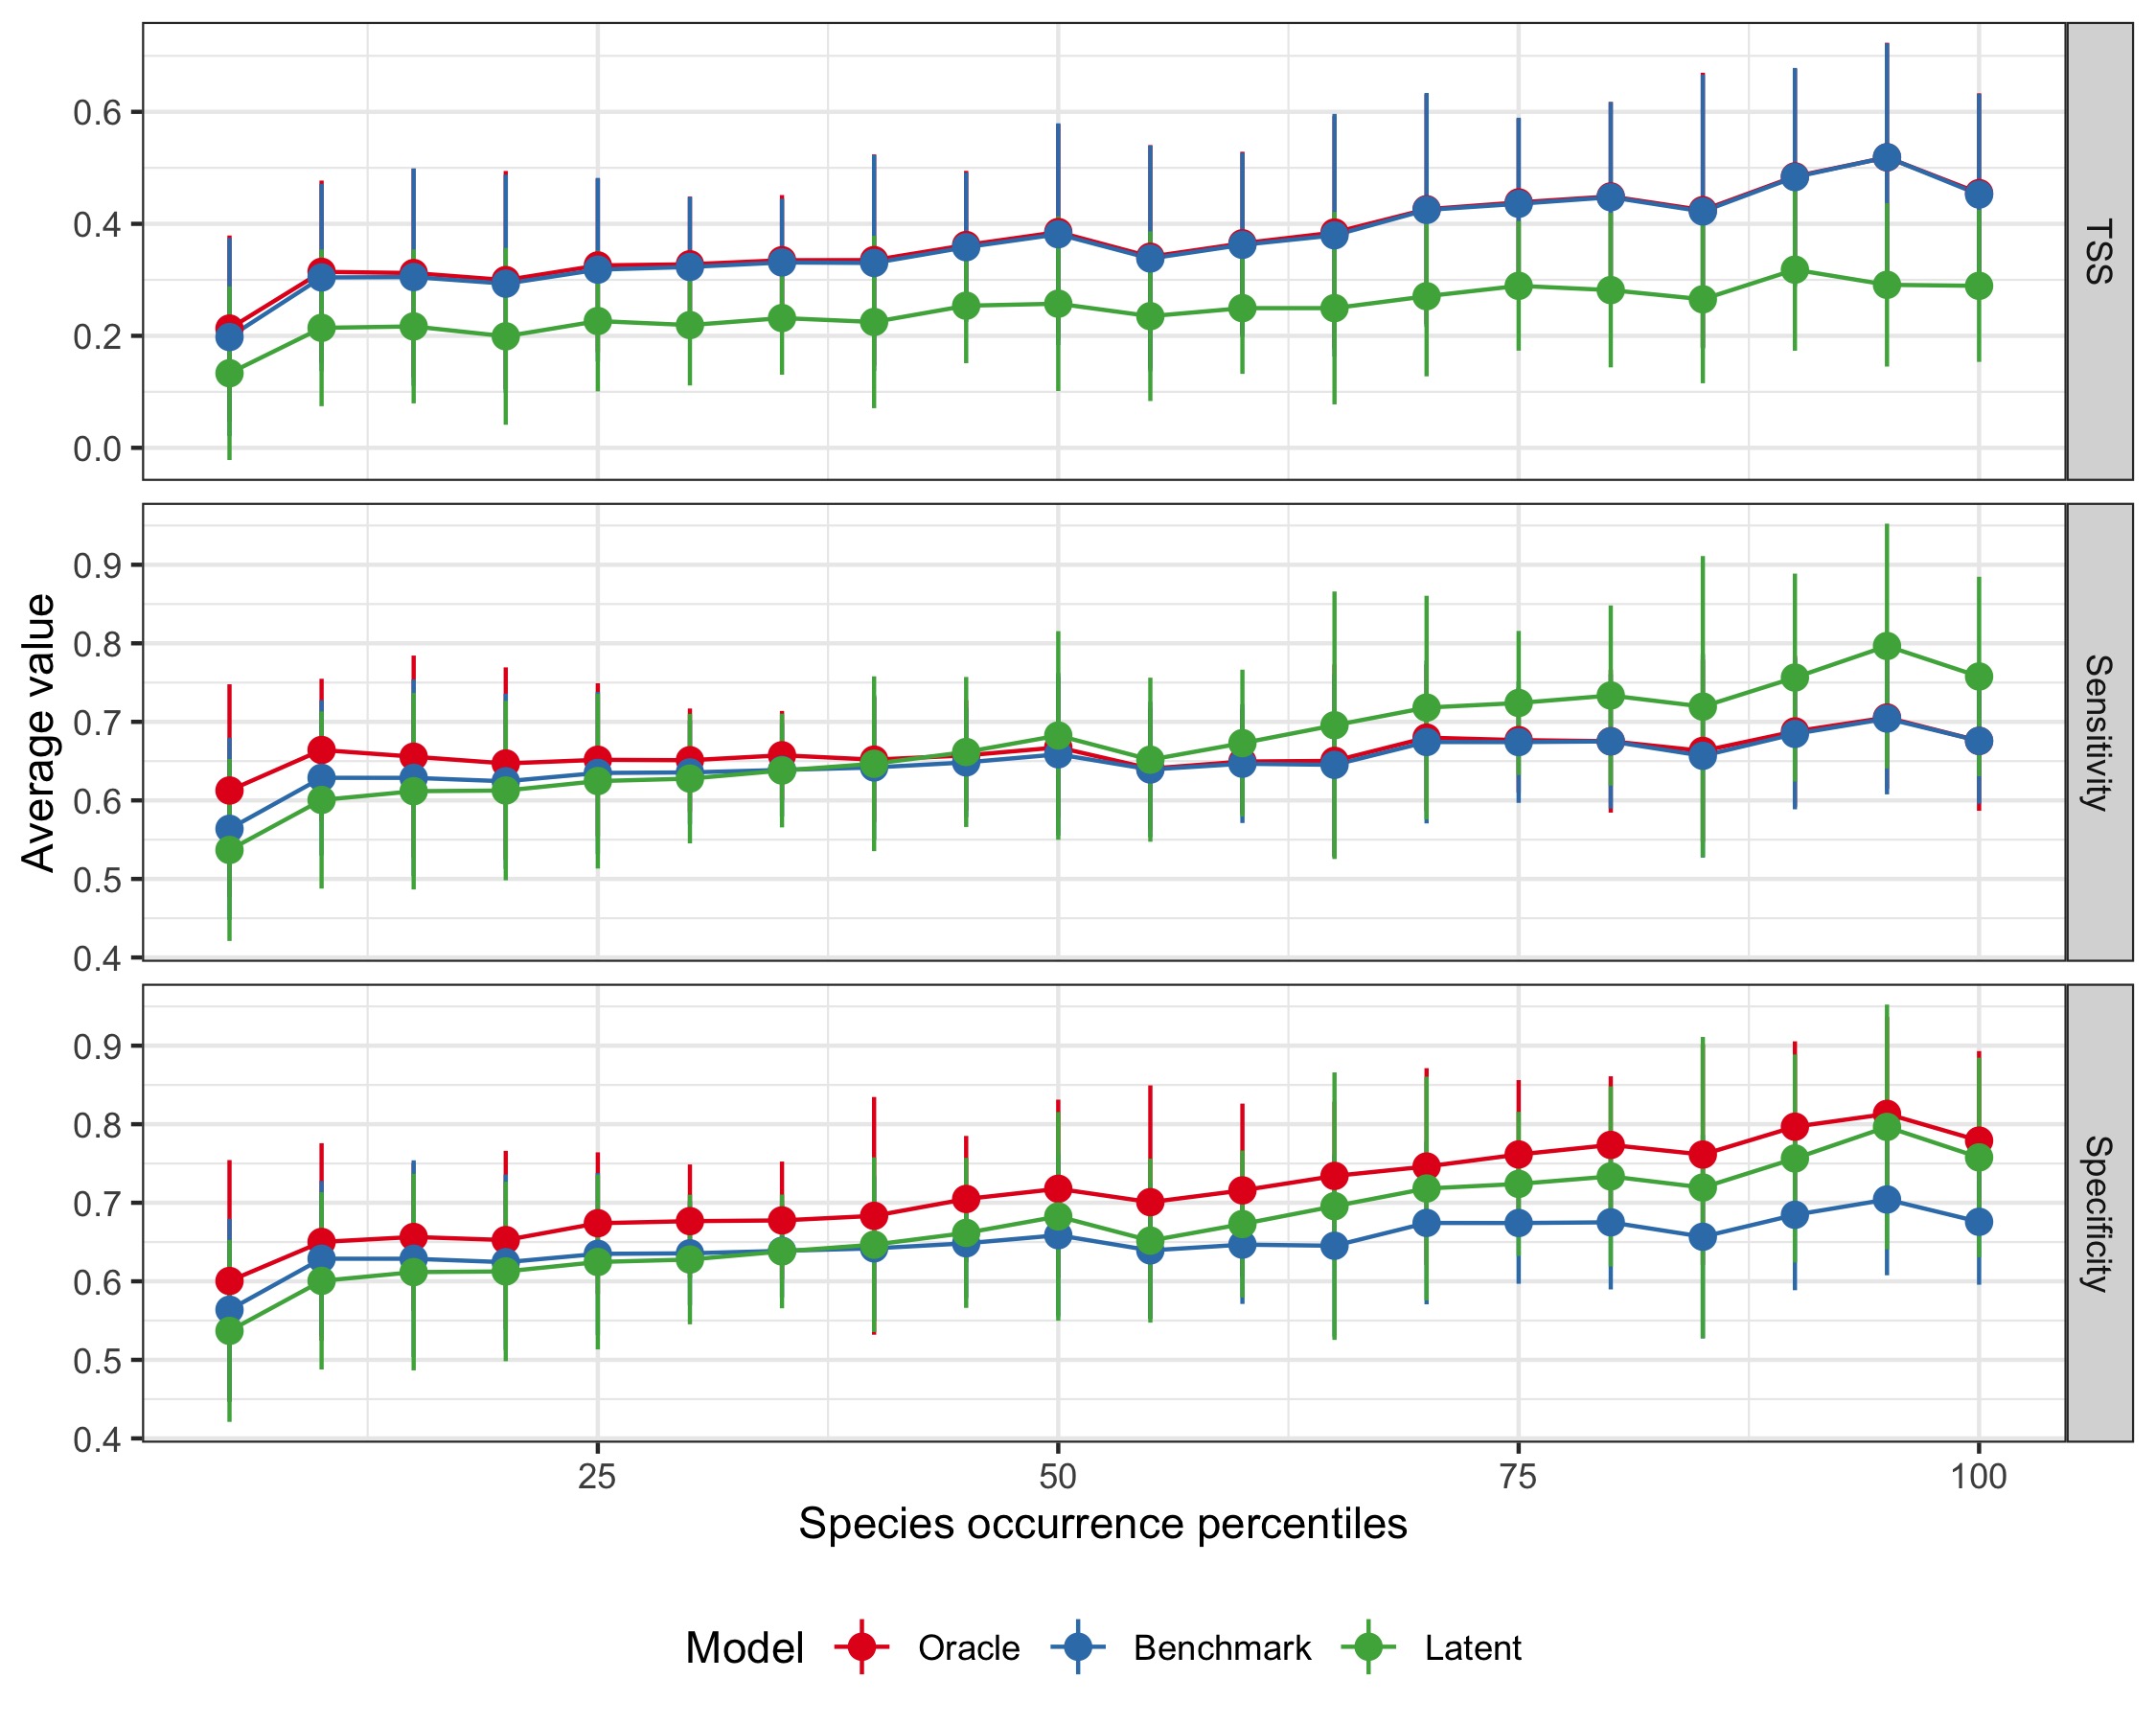 0.6
0.4
0.2
0.0
TSS
0.9
0.8
0.7
0.6
0.5
0.4
Sensitivity
Average value
0.9
0.8
0.7
0.6
0.5
0.4
Specificity
25 50 75 100
Species occurrence percentiles
Model Oracle Benchmark Latent